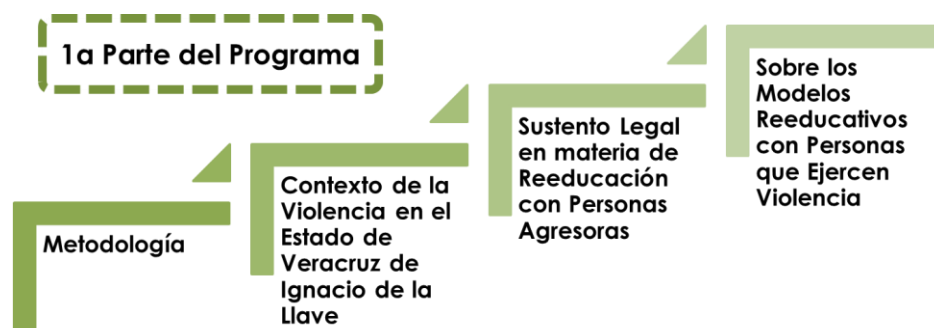 1a Parte del Programa
Metodología
Contexto de la
Violencia en el
Estado de
Veracruz de
Ignacio de la
Llave
Sustento Legal
en materia de
Reeducación
con Personas
Agresoras
Sobre los
Modelos
Reeducativos
con Personas
que Ejercen
Violencia